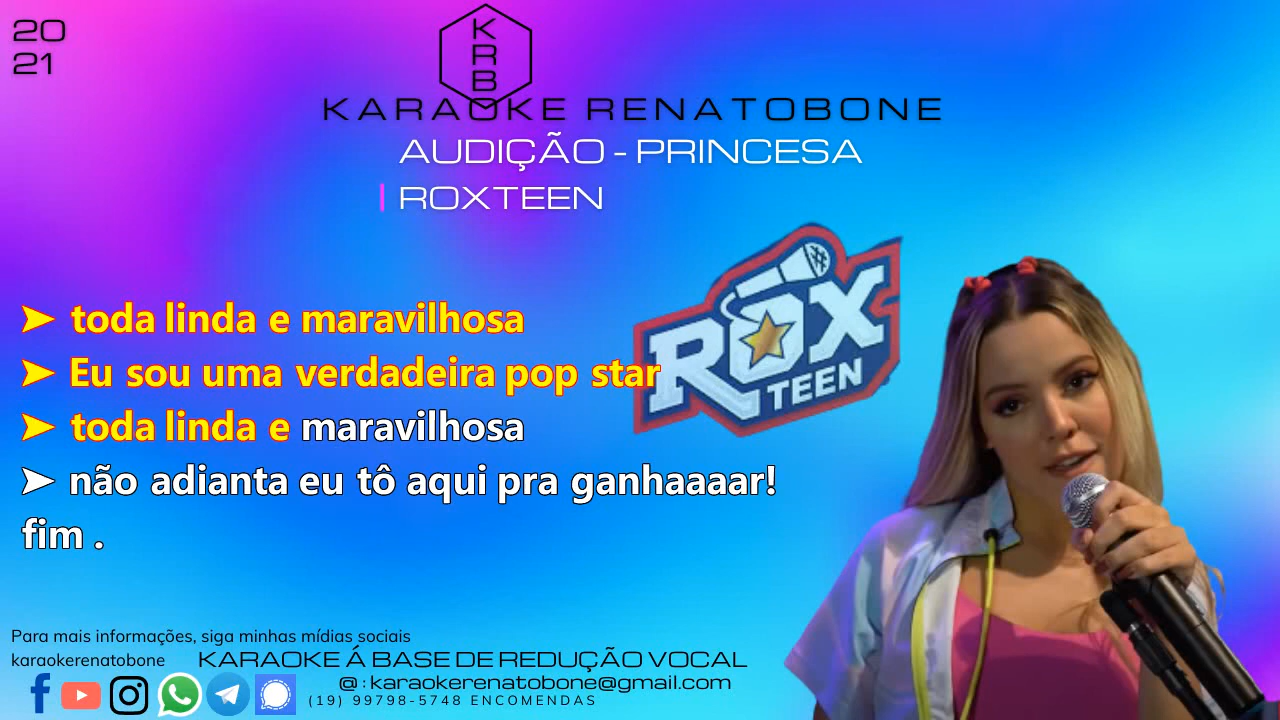 20
21
K
R
B
KARAOKE RENATOBONE
AUDIÇÃO - PRINCESA
| ROXTEEN
ROX
TEEN
➤ toda linda e maravilhosa
➤ Eu sou uma verdadeira pop star
➤ toda linda e maravilhosa
➤ não adianta eu tô aqui pra ganhaaaar!
fim .
Para mais informações, siga minhas mídias sociais
karaokerenatobone
KARAOKE Á BASE DE REDUÇÃO VOCAL
@ : karaokerenatobone@gmail.com
(19) 99798-5748 ENCOMENDAS